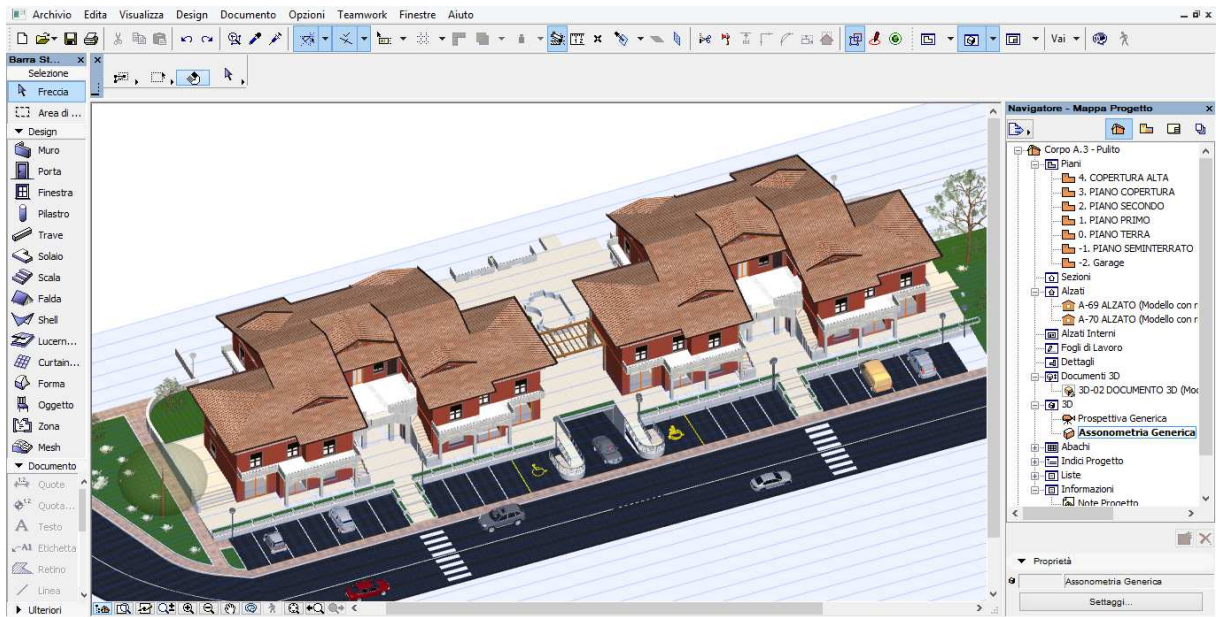 Archivio Edita Visualizza Design Documento Opzioni Teamwork Finestre Aiuto
Vai
Barra St...
Selezione
Freccia
Area di ...
Design
Muro
Porta
Finestra
Pilastro
Trave
Solaio
Scala
Falda
Shell
Lucern...
Curtain...
Forma
Oggetto
Zona
Mesh
Documento
Quote
Quota...
Testo
Etichetta
Retino
Linea
Ulteriori
Navigatore - Mappa Progetto
Corpo A.3 - Pulito
Piani
4. COPERTURA ALTA
3. PIANO COPERTURA
2. PIANO SECONDO
1. PIANO PRIMO
0. PIANO TERRA
-1. PIANO SEMINTERRATO
-2. Garage
Sezioni
Alzati
A-69 ALZATO (Modello con r
A-70 ALZATO (Modello con r
Alzati Interni
Fogli di Lavoro
Dettagli
Documenti 3D
3D-02 DOCUMENTO 3D (Mod
3D
Prospettiva Generica
Assonometria Generica
Abachi
Indici Progetto
Liste
Informazioni
Note Progetto
Proprietà
Assonometria Generica
Settaggi...